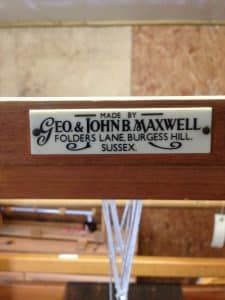 MADE BY
GEO. & JOHN B. MAXWELL
FOLDERS LANE, BURGESS HILL,
SUSSEX.